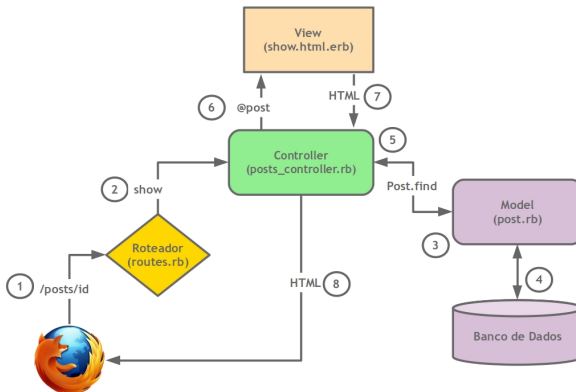 View
(show.html.erb)
6
@post
HTML
7
Controller
(posts_controller.rb)
5
2
show
Post.find
Model
(post.rb)
3
Roteador
(routes.rb)
HTML
8
4
1
/posts/id
Banco de Dados